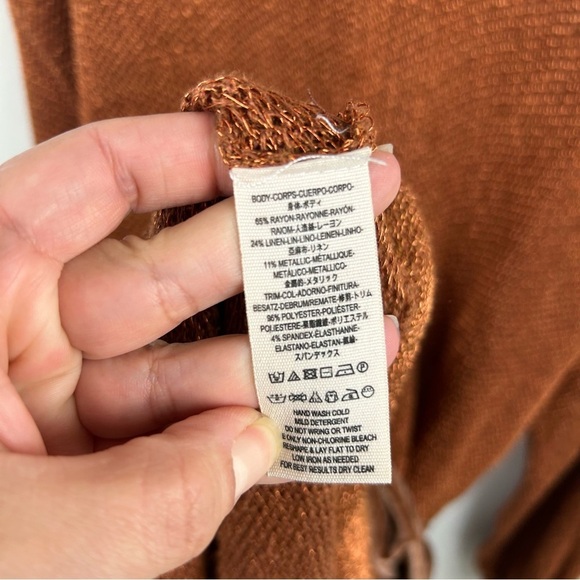 BODY-CORPS-CUERPO-CORPO-
身体-ボディ
65% RAYON-RAYONNE-RAYÓN-
RAIOM-人造絲-レーヨン
24% LINEN-LIN-LINO-LEINEN-LINHO-
亞麻布-リネン
11% METALLIC-MÉTALLIQUE-
METÁLICO-METALLIC-
金屬的-メタリック
TRIM-COL-ADORNO-FINITURA-
BESATZ-DEBRUM/REMATE-修剪-トリム
96% POLYESTER-POLIÉSTER-
POLIESTERE-聚脂纖維-ポリエステル
4% SPANDEX-ÉLASTHANNE-
ELASTANO-ELASTAN-氨綸-
スパンデックス
HAND WASH COLD
MILD DETERGENT
DO NOT WRING OR TWIST
& ONLY NON-CHLORINE BLEACH
RESHAPE & LAY FLAT TO DRY
LOW IRON AS NEEDED
FOR BEST RESULTS DRY CLEAN